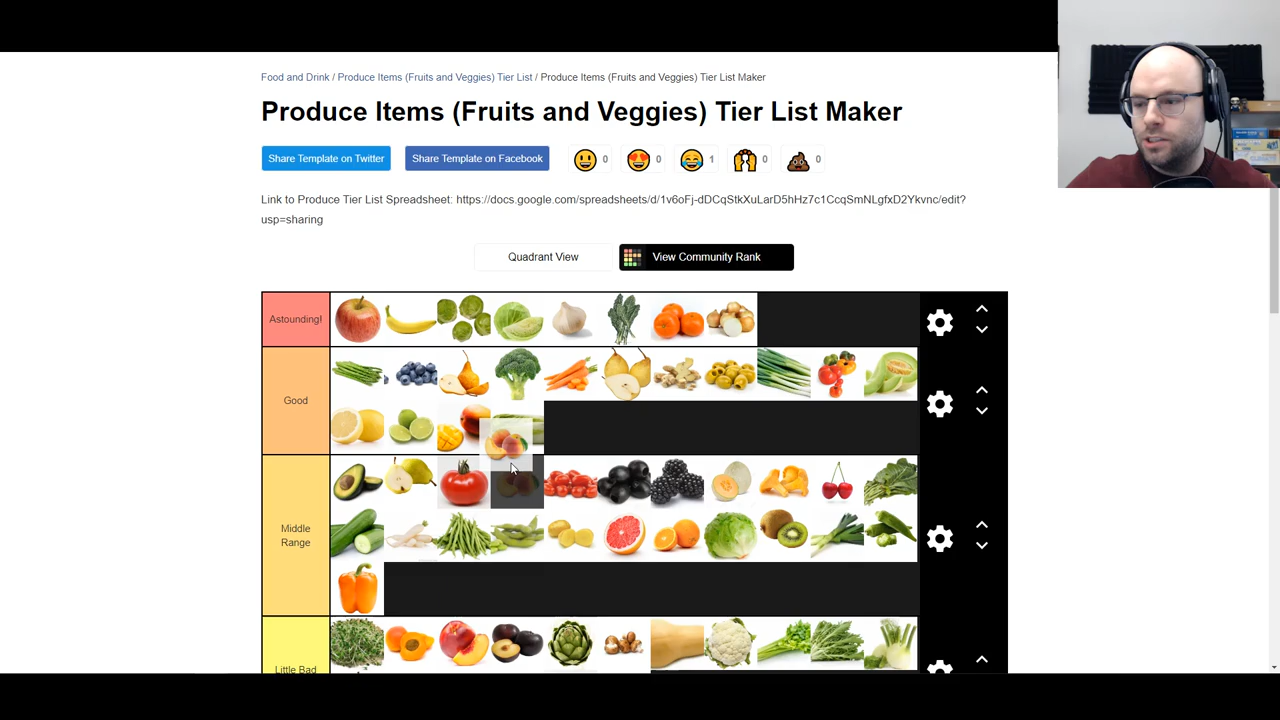 Food and Drink / Produce Items (Fruits and Veggies) Tier List / Produce Items (Fruits and Veggies) Tier List Maker
Produce Items (Fruits and Veggies) Tier List Maker
Share Template on Twitter
Share Template on Facebook
0
0
1
0
0
Link to Produce Tier List Spreadsheet: https://docs.google.com/spreadsheets/d/1v6oFj-dDCqStkXuLarD5hHz7c1CcqSmNLgfxD2Ykvnc/edit?
usp=sharing
Quadrant View
View Community Rank
Astounding!
Good
Middle
Range
Little Bad